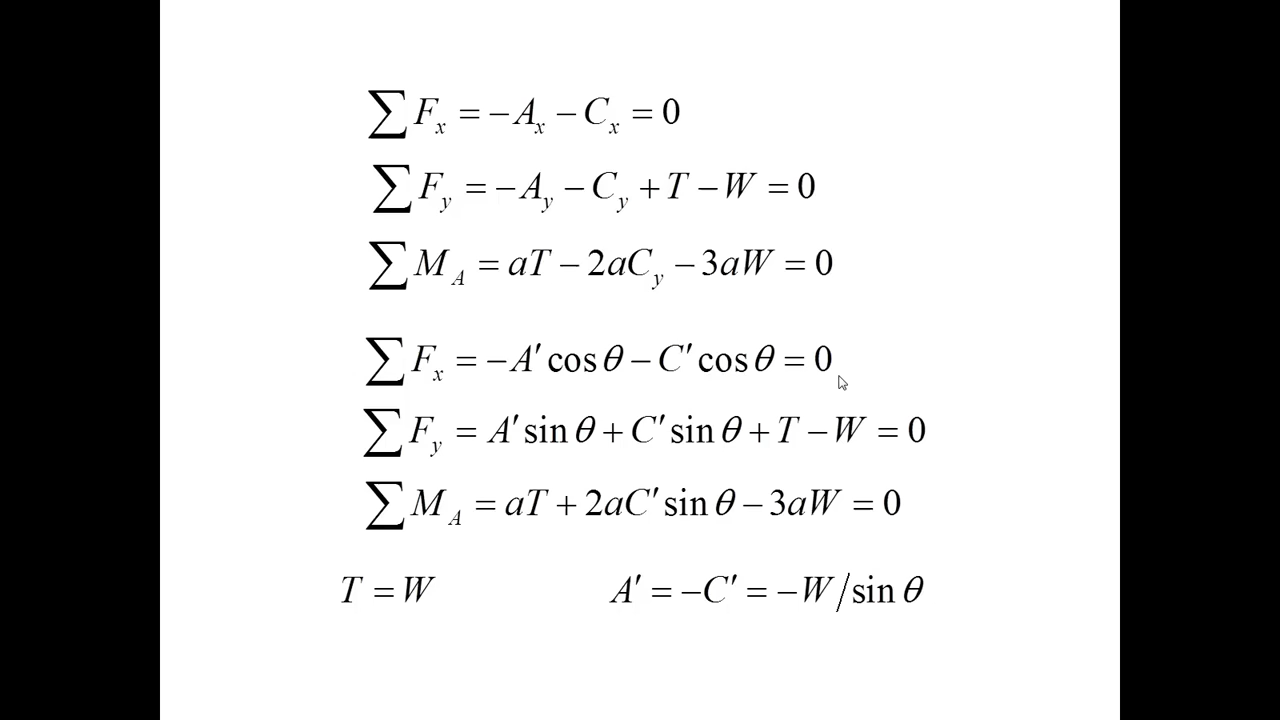 ∑ F_x = −A_x − C_x = 0
∑ F_y = −A_y − C_y + T − W = 0
∑ M_A = aT − 2aC_y − 3aW = 0
∑ F_x = −A′ cos θ − C′ cos θ = 0
∑ F_y = A′ sin θ + C′ sin θ + T − W = 0
∑ M_A = aT + 2aC′ sin θ − 3aW = 0
T = W A′ = −C′ = −W/sin θ